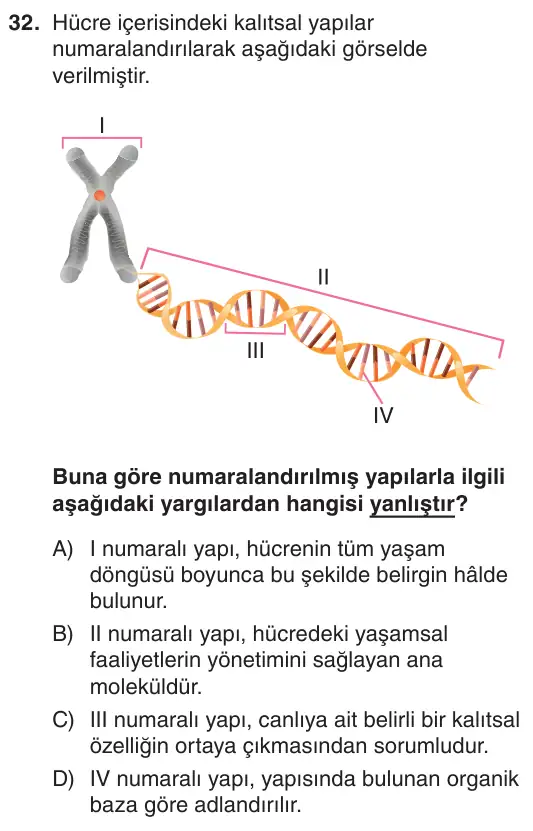 32. Hücre içerisindeki kalıtsal yapılar
numaralandırılarak aşağıdaki görselde
verilmiştir.
I
II
III
IV
Buna göre numaralandırılmış yapılarla ilgili
aşağıdaki yargılardan hangisi yanlıştır?
A) I numaralı yapı, hücrenin tüm yaşam
döngüsü boyunca bu şekilde belirgin hâlde
bulunur.
B) II numaralı yapı, hücredeki yaşamsal
faaliyetlerin yönetimini sağlayan ana
moleküldür.
C) III numaralı yapı, canlıya ait belirli bir kalıtsal
özelliğin ortaya çıkmasından sorumludur.
D) IV numaralı yapı, yapısında bulunan organik
baza göre adlandırılır.